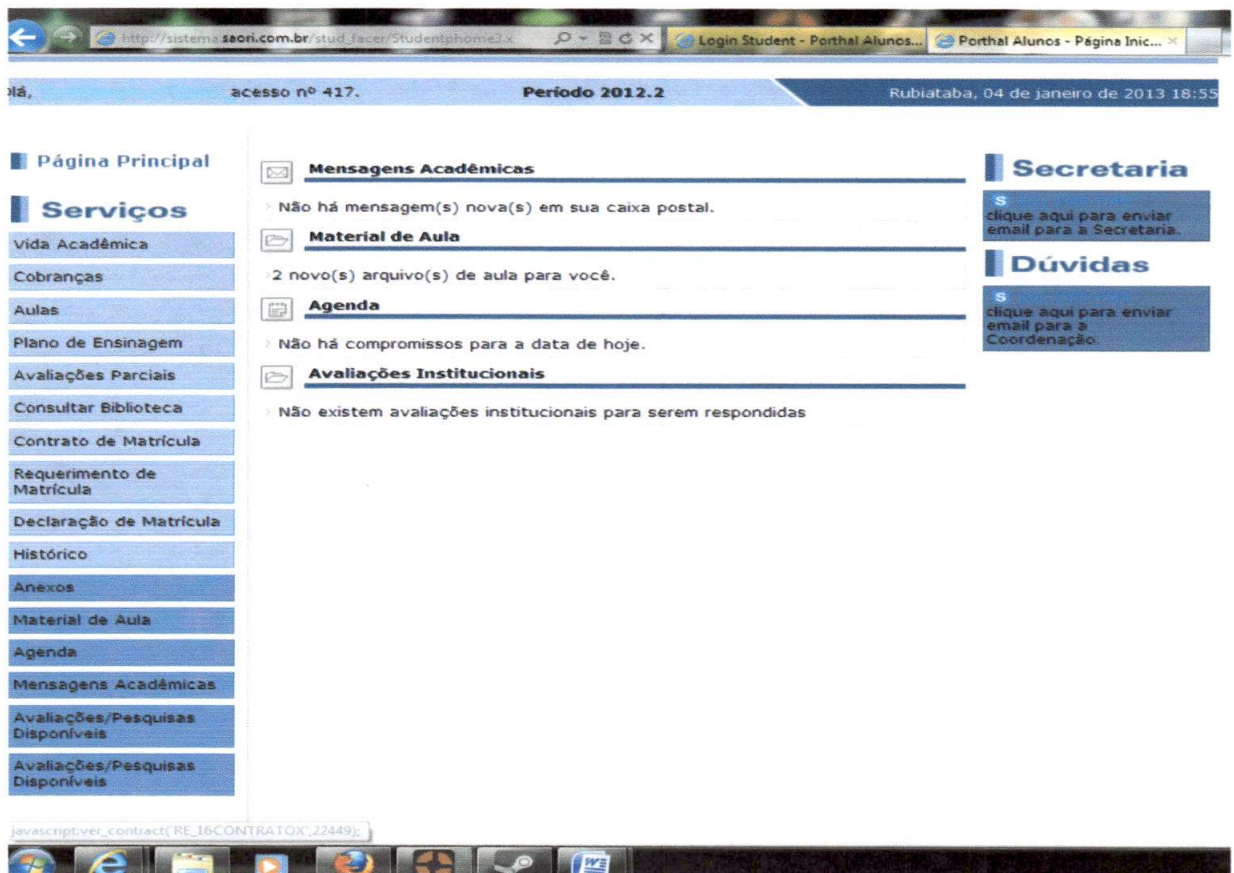 http://sistema.saori.com.br/stud_facer/Studentphome3.x
Login Student - Porthal Alunos...
Porthal Alunos - Página Inic...
olá,
acesso nº 417.
Período 2012.2
Rubiataba, 04 de janeiro de 2013 18:55
Página Principal
Serviços
Vida Acadêmica
Cobranças
Aulas
Plano de Ensinagem
Avaliações Parciais
Consultar Biblioteca
Contrato de Matrícula
Requerimento de
Matrícula
Declaração de Matrícula
Histórico
Anexos
Material de Aula
Agenda
Mensagens Acadêmicas
Avaliações/Pesquisas
Disponíveis
Avaliações/Pesquisas
Disponíveis
Mensagens Acadêmicas
Não há mensagem(s) nova(s) em sua caixa postal.
Material de Aula
2 novo(s) arquivo(s) de aula para você.
Agenda
Não há compromissos para a data de hoje.
Avaliações Institucionais
Não existem avaliações institucionais para serem respondidas
Secretaria
clique aqui para enviar
email para a Secretaria.
Dúvidas
clique aqui para enviar
email para a
Coordenação.
javascript:ver_contract('RE_16CONTRATOX',22449);